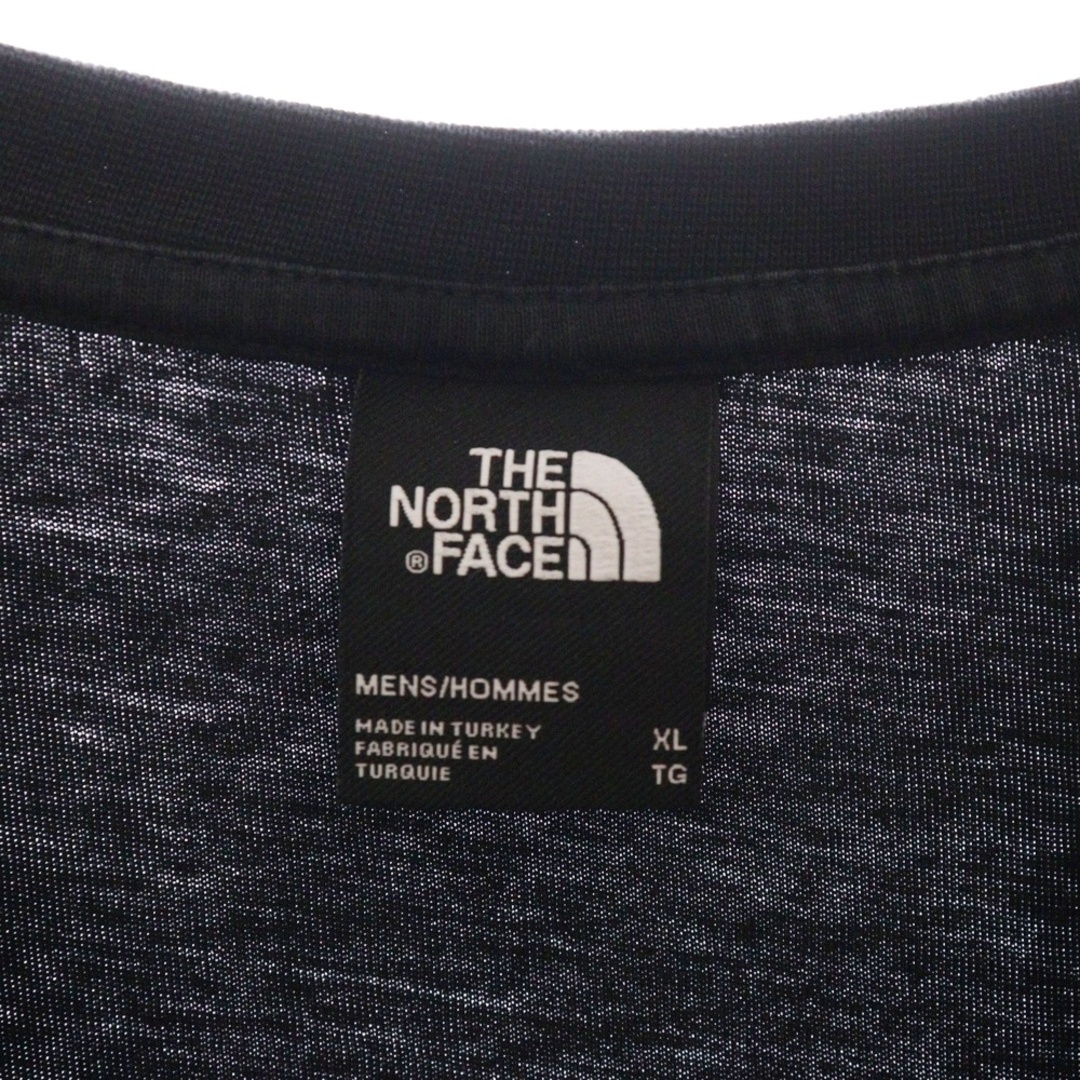 THE
NORTH
®FACE
MENS/HOMMES
MADE IN TURKEY
FABRIQUÉ EN
TURQUIE
XL
TG